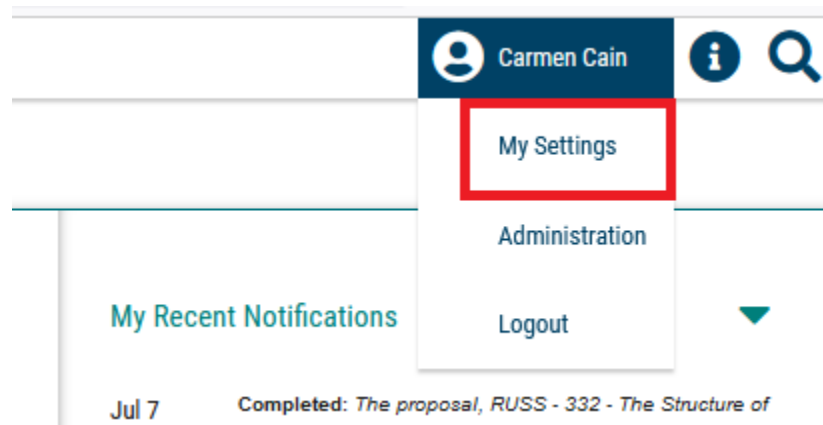 Carmen Cain
My Settings
Administration
My Recent Notifications
Logout
Jul 7 Completed: The proposal, RUSS - 332 - The Structure of